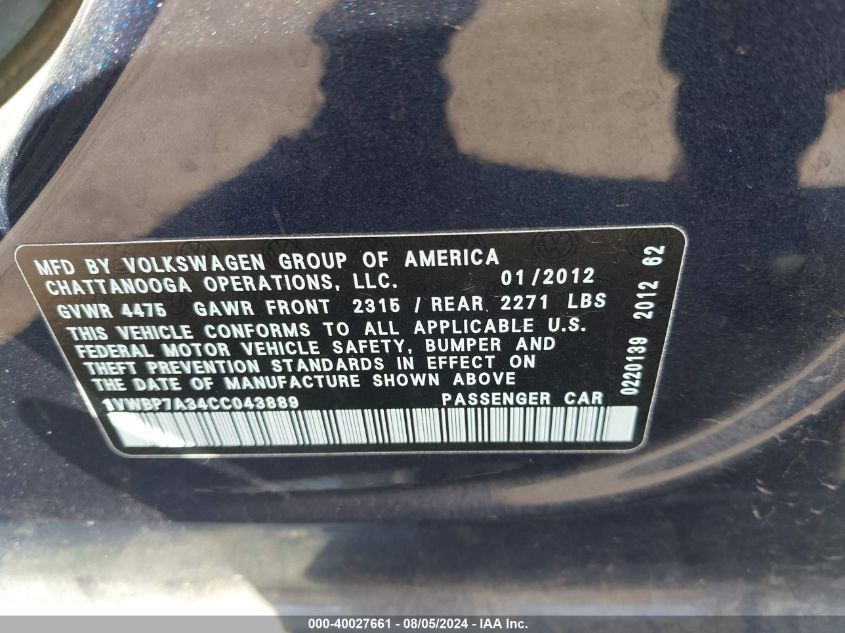 MFD BY VOLKSWAGEN GROUP OF AMERICA
CHATTANOOGA OPERATIONS, LLC. 01/2012
GVWR 4475 GAWR FRONT 2315 / REAR 2271 LBS
THIS VEHICLE CONFORMS TO ALL APPLICABLE U.S.
FEDERAL MOTOR VEHICLE SAFETY, BUMPER AND
THEFT PREVENTION STANDARDS IN EFFECT ON
THE DATE OF MANUFACTURE SHOWN ABOVE
1VWBP7A34CC043889 PASSENGER CAR
0220139 2012 62
000-40027661 - 08/05/2024 - IAA Inc.